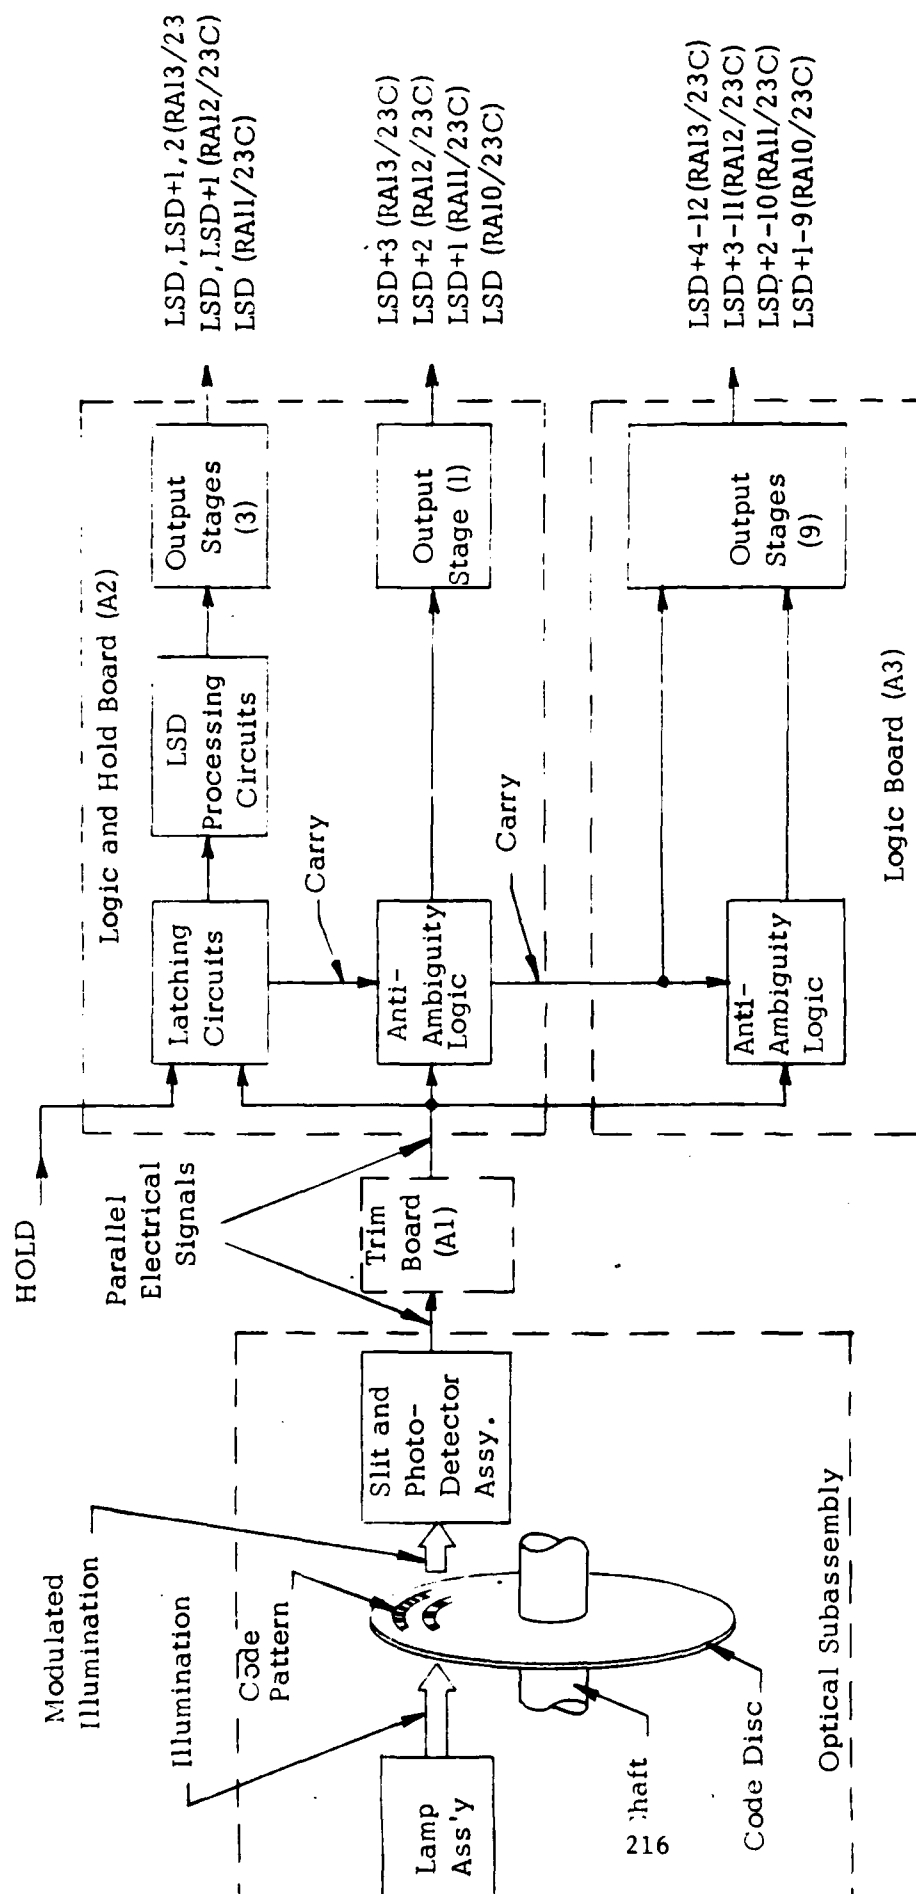 HOLD
Logic and Hold Board (A2)
Latching
Circuits
LSD
Processing
Circuits
Output
Stages
(3)
LSD, LSD+1, 2(RA13/23
LSD, LSD+1 (RA12/23C)
LSD (RA11/23C)
Carry
Parallel
Electrical
Signals
Trim
Board
(A1)
Anti-
Ambiguity
Logic
Output
Stage (1)
LSD+3 (RA13/23C)
LSD+2 (RA12/23C)
LSD+1 (RA11/23C)
LSD (RA10/23C)
Carry
Anti-
Ambiguity
Logic
Output
Stages
(9)
LSD+4-12(RA13/23C)
LSD+3-11(RA12/23C)
LSD+2-10(RA11/23C)
LSD+1-9(RA10/23C)
Logic Board (A3)
Modulated
Illumination
Illumination
Code
Pattern
Lamp
Ass'y
Slit and
Photo-
Detector
Assy.
haft
216
Code Disc
Optical Subassembly